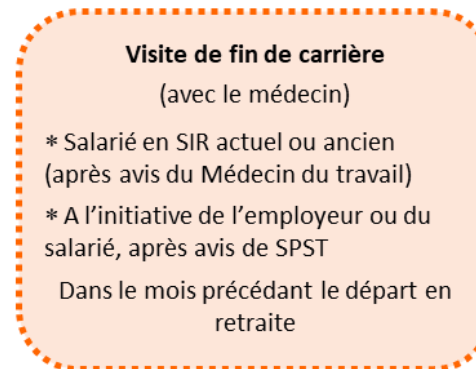 Visite de fin de carrière
(avec le médecin)
* Salarié en SIR actuel ou ancien
(après avis du Médecin du travail)
* A l’initiative de l’employeur ou du
salarié, après avis de SPST
Dans le mois précédant le départ en
retraite